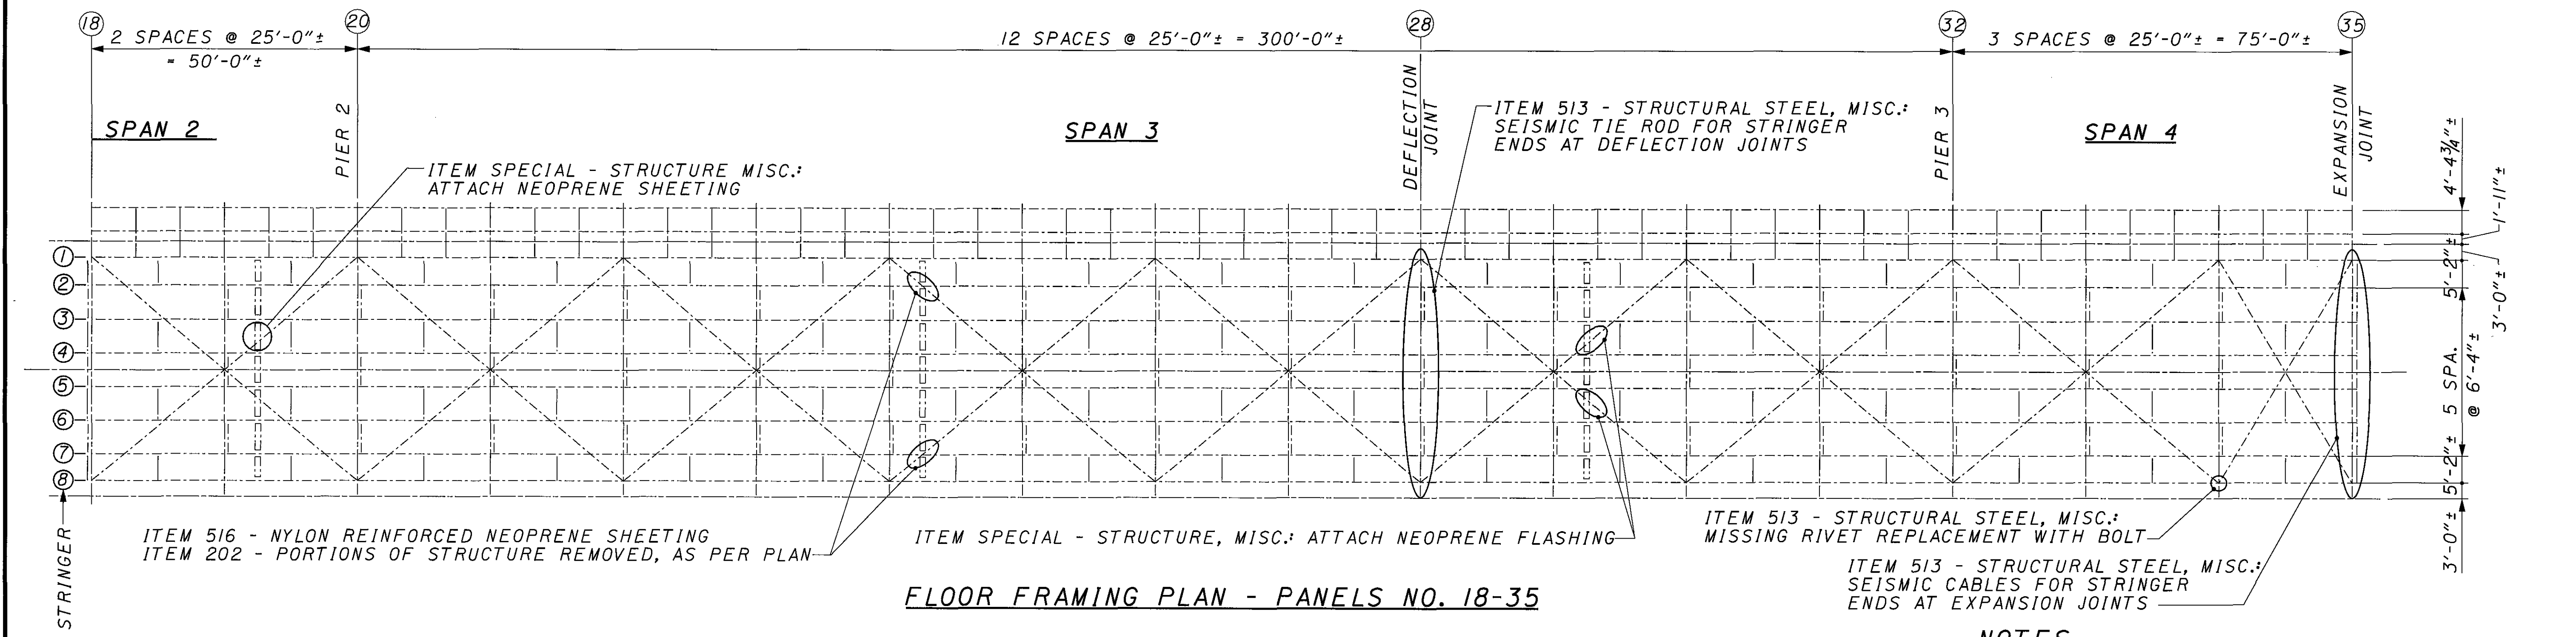 18
20
28
32
35
2 SPACES @ 25'-0"±
= 50'-0"±
12 SPACES @ 25'-0"± = 300'-0"±
3 SPACES @ 25'-0"± = 75'-0"±
SPAN 2
PIER 2
SPAN 3
DEFLECTION
JOINT
PIER 3
SPAN 4
EXPANSION
JOINT
ITEM SPECIAL - STRUCTURE MISC.:
ATTACH NEOPRENE SHEETING
ITEM 513 - STRUCTURAL STEEL, MISC.:
SEISMIC TIE ROD FOR STRINGER
ENDS AT DEFLECTION JOINTS
4'-4¾"±
1'-11"±
5'-2"±
3'-0"±
5 SPA.
@ 6'-4"±
5'-2"±
3'-0"±
1
2
3
4
5
6
7
8
STRINGER
ITEM 516 - NYLON REINFORCED NEOPRENE SHEETING
ITEM 202 - PORTIONS OF STRUCTURE REMOVED, AS PER PLAN
ITEM SPECIAL - STRUCTURE, MISC.: ATTACH NEOPRENE FLASHING
ITEM 513 - STRUCTURAL STEEL, MISC.:
MISSING RIVET REPLACEMENT WITH BOLT
ITEM 513 - STRUCTURAL STEEL, MISC.:
SEISMIC CABLES FOR STRINGER
ENDS AT EXPANSION JOINTS
FLOOR FRAMING PLAN - PANELS NO. 18-35
NOTES